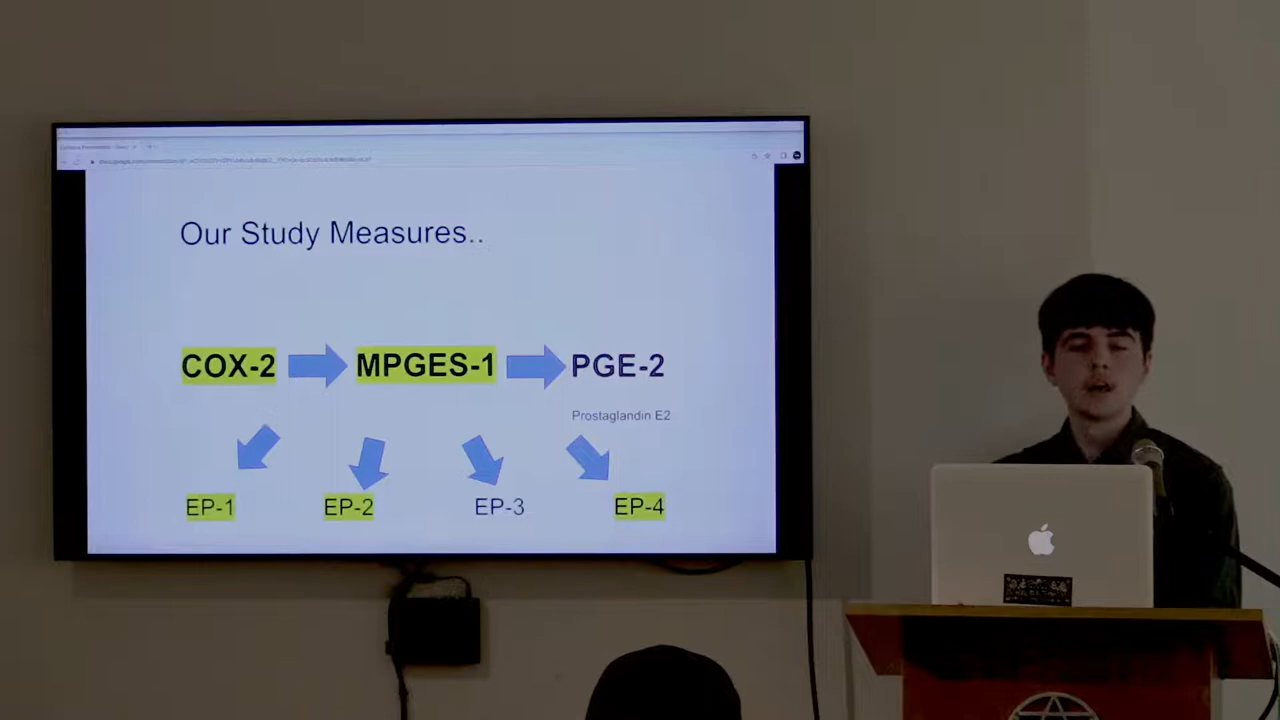 Our Study Measures..
COX-2 MPGES-1 PGE-2
Prostaglandin E2
EP-1 EP-2 EP-3 EP-4